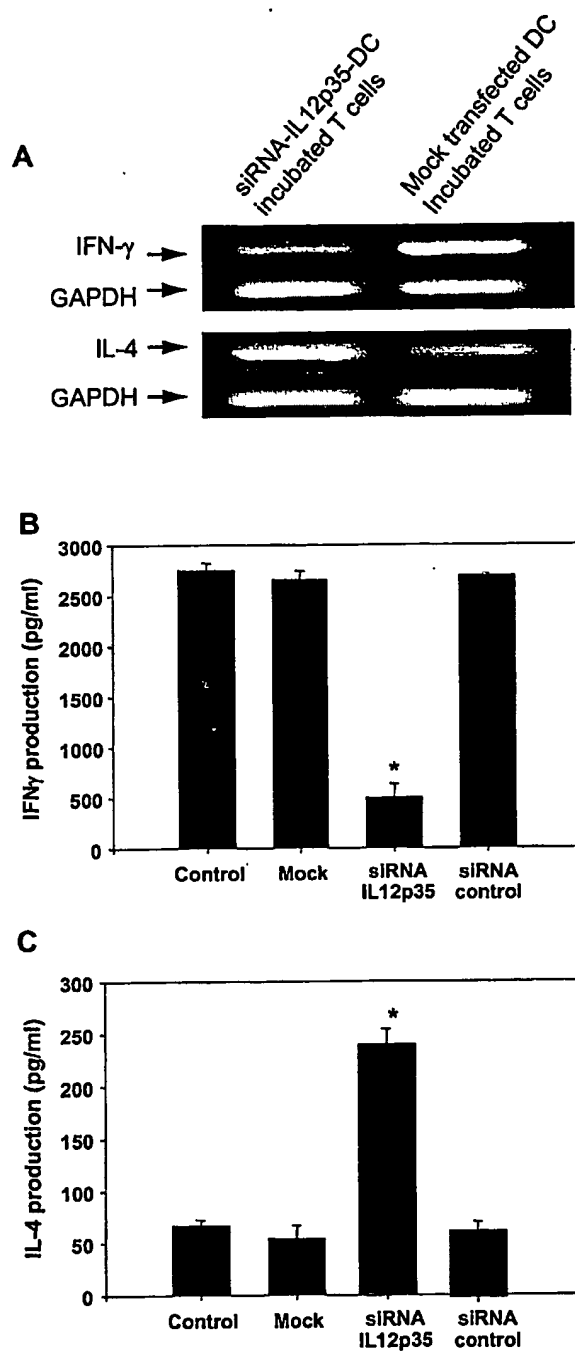 A
siRNA-IL12p35-DC
incubated T cells
Mock transfected DC
Incubated T cells
IFN-γ
GAPDH
IL-4
GAPDH
B
IFNγ production (pg/ml)
3000
2500
2000
1500
1000
500
0
*
Control
Mock
siRNA
IL12p35
siRNA
control
C
IL-4 production (pg/ml)
300
250
200
150
100
50
0
*
Control
Mock
siRNA
IL12p35
siRNA
control